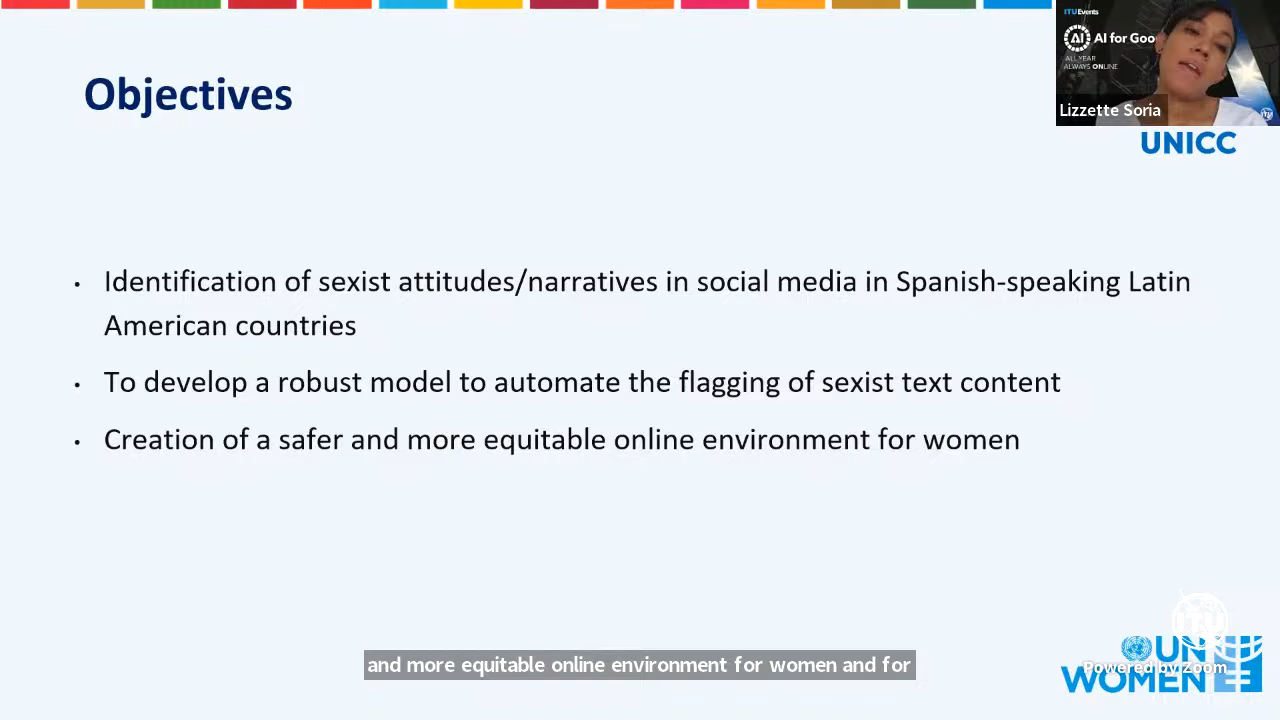 ITUEvents
AI
AI for Goo
ALL YEAR
ALWAYS ONLINE
Lizzette Soria
UNICC
Objectives
• Identification of sexist attitudes/narratives in social media in Spanish-speaking Latin
American countries
• To develop a robust model to automate the flagging of sexist text content
• Creation of a safer and more equitable online environment for women
and more equitable online environment for women and for
ITU
UN
WOMEN
Powered by Zoom